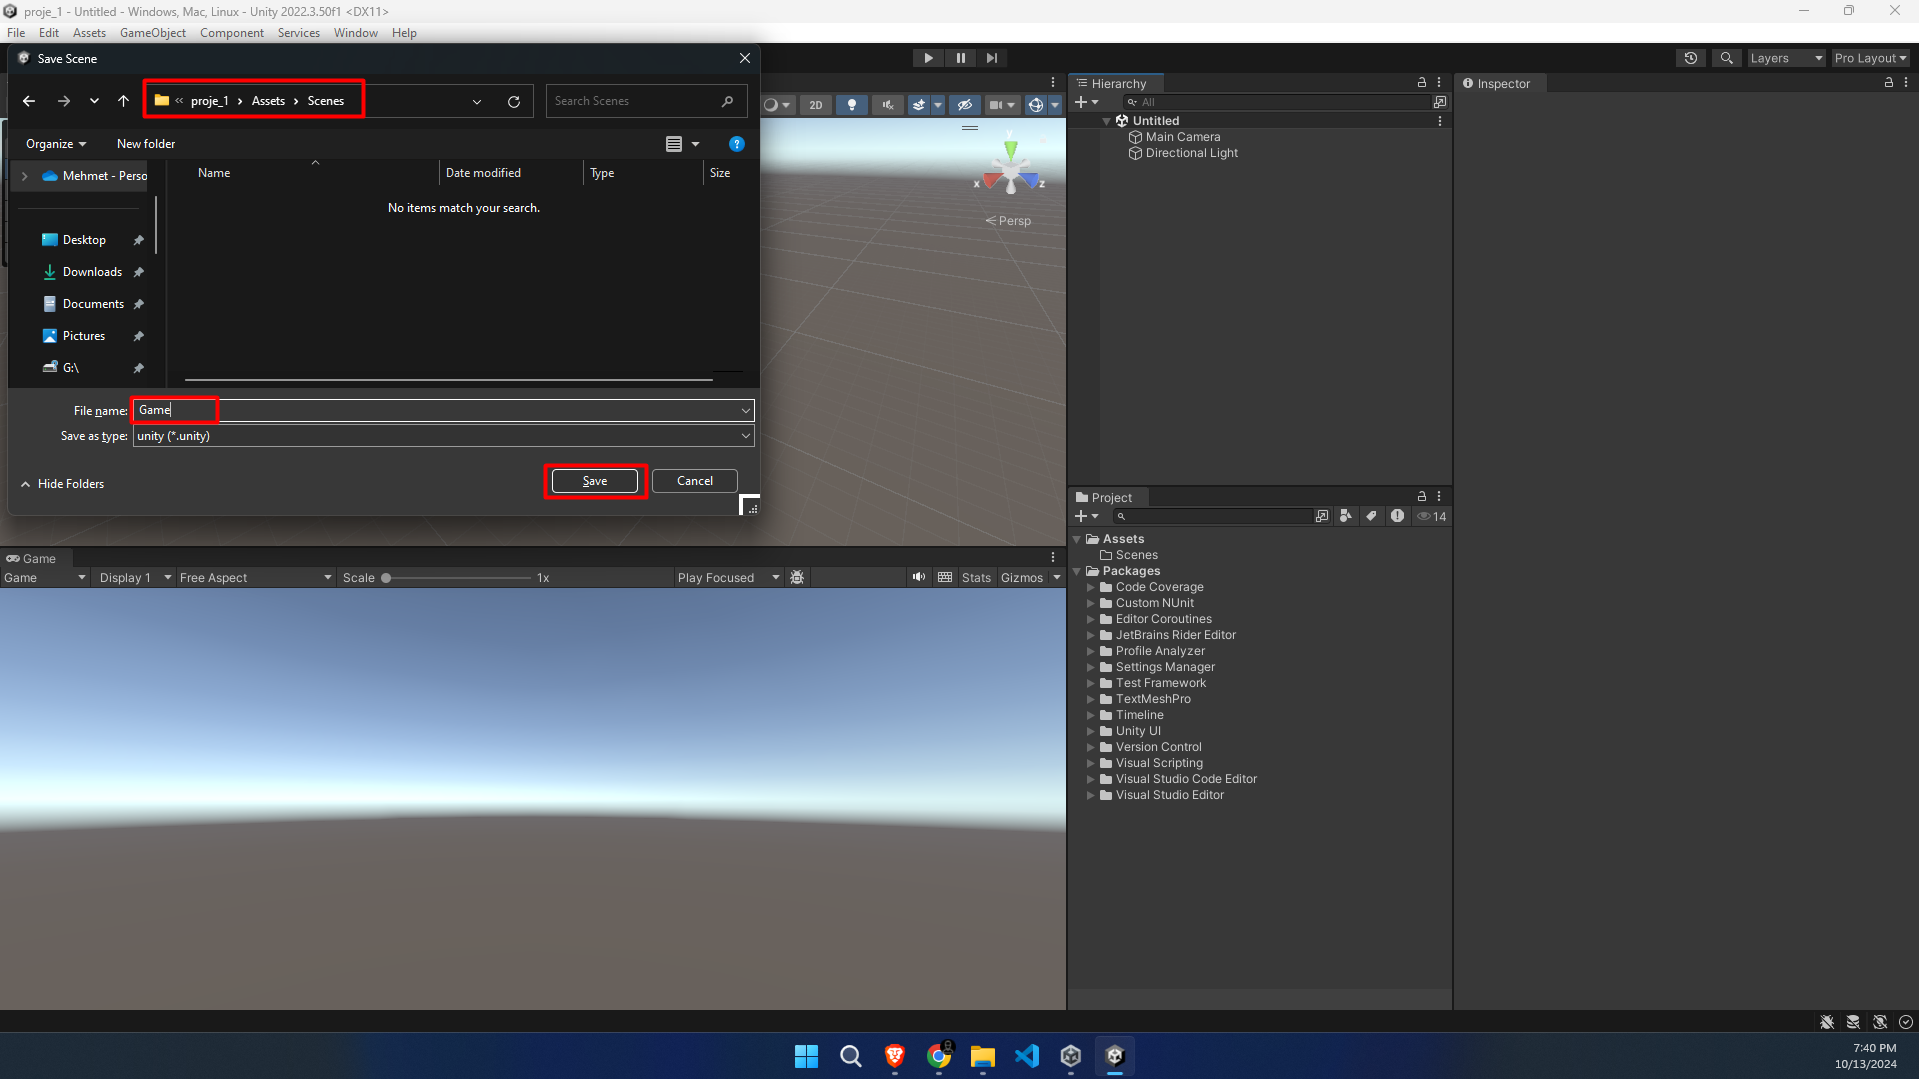 proje_1 - Untitled - Windows, Mac, Linux - Unity 2022.3.50f1 <DX11>
File Edit Assets GameObject Component Services Window Help
Save Scene
Layers
Pro Layout
« proje_1 > Assets > Scenes
Search Scenes
Organize
New folder
Mehmet - Perso
Name Date modified Type Size
No items match your search.
Desktop
Downloads
Documents
Pictures
G:\
File name: Game
Save as type: unity (*.unity)
Hide Folders
Save
Cancel
2D
y
x
z
Persp
Hierarchy
All
Untitled
Main Camera
Directional Light
Inspector
Project
14
Assets
Scenes
Packages
Code Coverage
Custom NUnit
Editor Coroutines
JetBrains Rider Editor
Profile Analyzer
Settings Manager
Test Framework
TextMeshPro
Timeline
Unity UI
Version Control
Visual Scripting
Visual Studio Code Editor
Visual Studio Editor
Game
Game Display 1 Free Aspect Scale 1x Play Focused Stats Gizmos
7:40 PM
10/13/2024